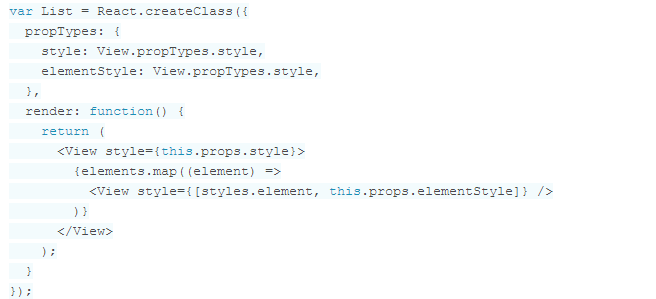 var List = React.createClass({
  propTypes: {
    style: View.propTypes.style,
    elementStyle: View.propTypes.style,
  },
  render: function() {
    return (
      <View style={this.props.style}>
        {elements.map((element) =>
          <View style={[styles.element, this.props.elementStyle]} />
        )}
      </View>
    );
  }
});